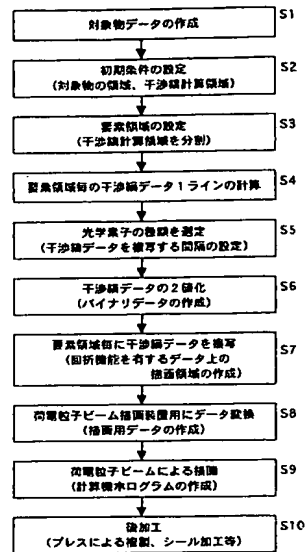 対象物データの作成
S1
初期条件の設定
(対象物の領域、干渉縞計算領域)
S2
要素領域の設定
(干渉縞計算領域を分割)
S3
要素領域毎の干渉縞データ1ラインの計算
S4
光学素子の種類を選定
(干渉縞データを複写する間隔の設定)
S5
干渉縞データの2値化
(バイナリデータの作成)
S6
要素領域毎に干渉縞データを複写
(回折機能を有するデータ上の
描画領域の作成)
S7
荷電粒子ビーム描画装置用にデータ変換
(描画用データの作成)
S8
荷電粒子ビームによる描画
(計算機ホログラムの作成)
S9
後加工
(プレスによる複製、シール加工等)
S10